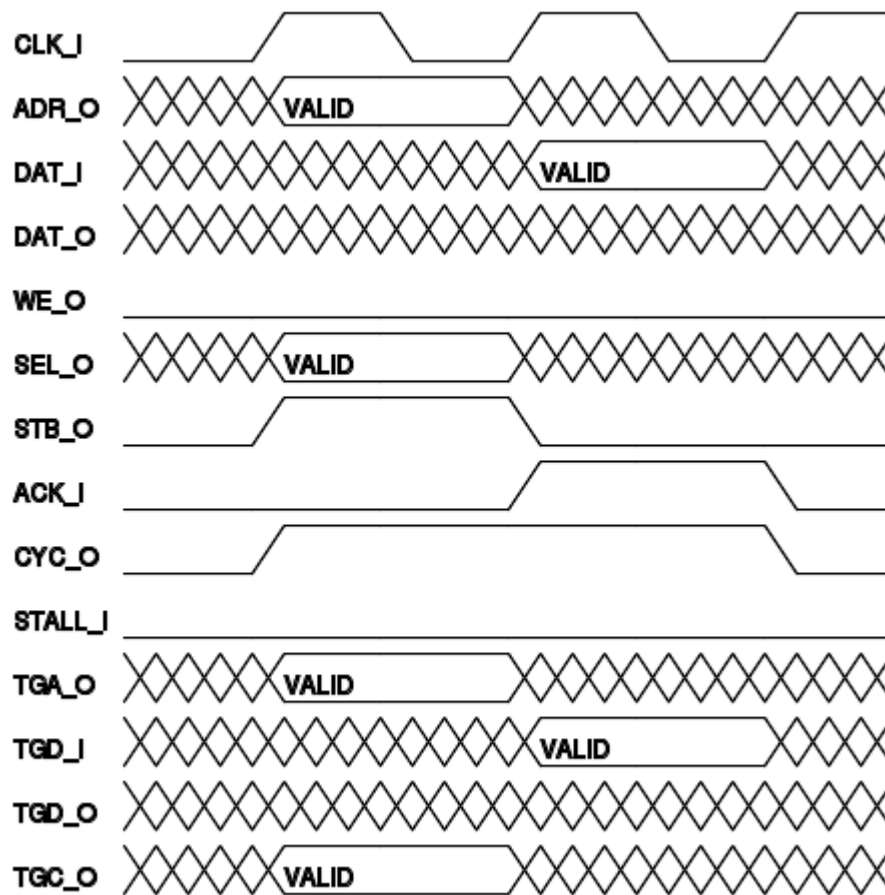 CLK_I
ADR_O VALID
DAT_I VALID
DAT_O
WE_O
SEL_O VALID
STB_O
ACK_I
CYC_O
STALL_I
TGA_O VALID
TGD_I VALID
TGD_O
TGC_O VALID